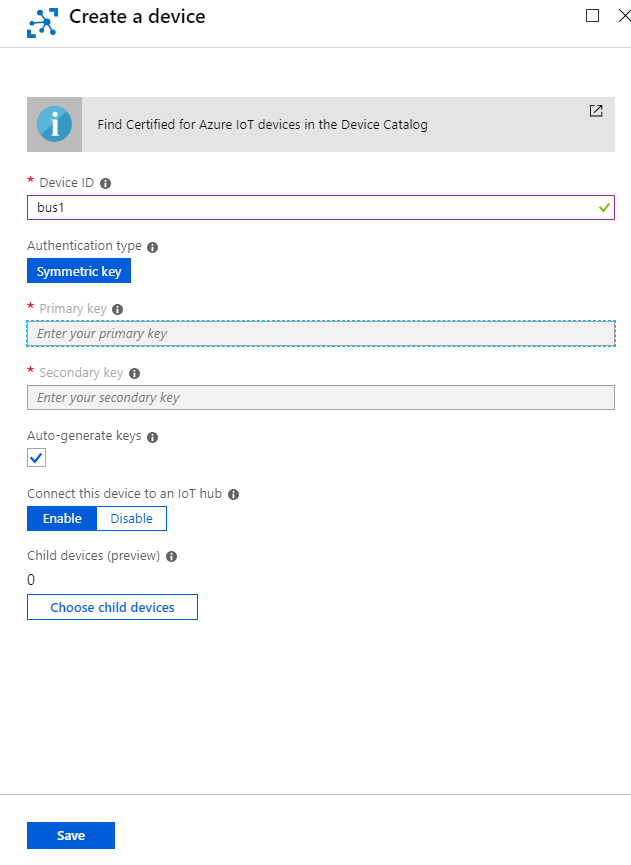 Create a device
Find Certified for Azure IoT devices in the Device Catalog
* Device ID
bus1
Authentication type
Symmetric key
* Primary key
Enter your primary key
* Secondary key
Enter your secondary key
Auto-generate keys
Connect this device to an IoT hub
Enable Disable
Child devices (preview)
0
Choose child devices
Save